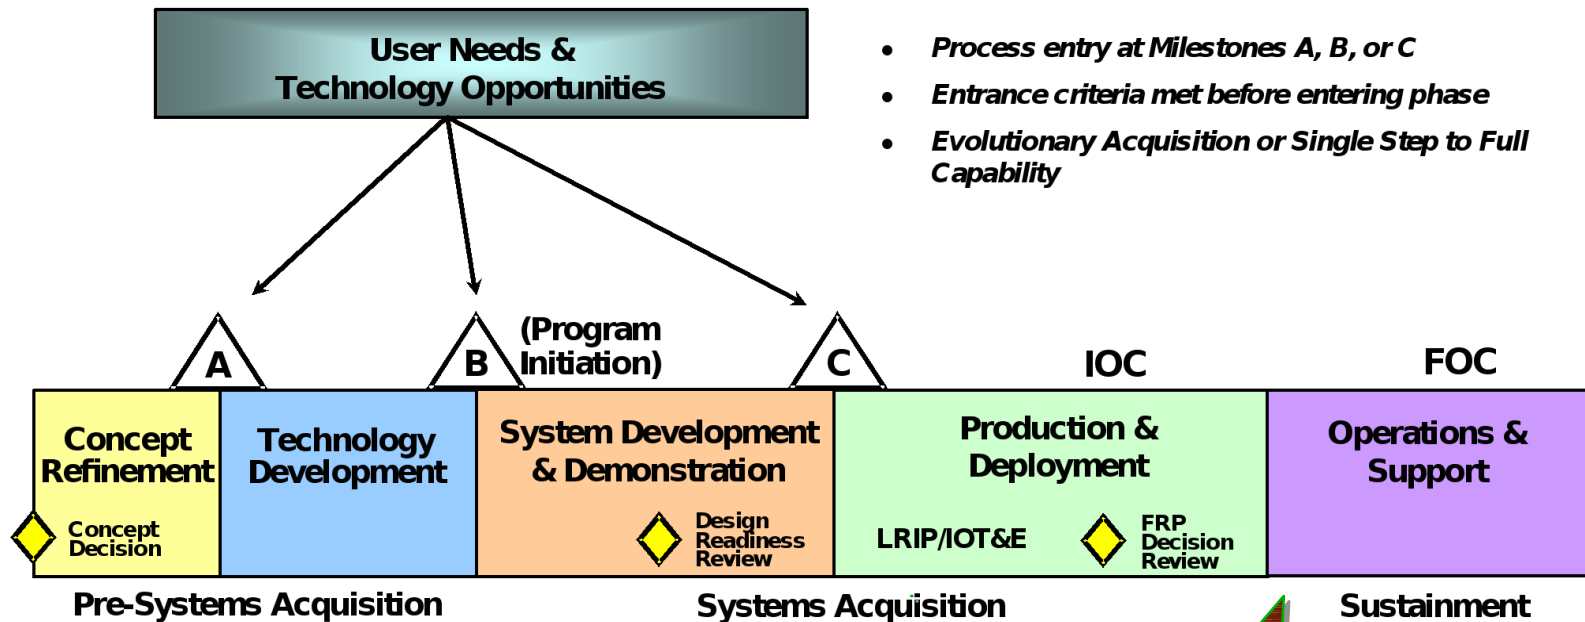 User Needs &
Technology Opportunities
• Process entry at Milestones A, B, or C
• Entrance criteria met before entering phase
• Evolutionary Acquisition or Single Step to Full
Capability
A
B
(Program
Initiation)
C
IOC
FOC
Concept
Refinement
Technology
Development
System Development
& Demonstration
Production &
Deployment
Operations &
Support
Concept
Decision
Design
Readiness
Review
LRIP/IOT&E
FRP
Decision
Review
Pre-Systems Acquisition
Systems Acquisition
Sustainment